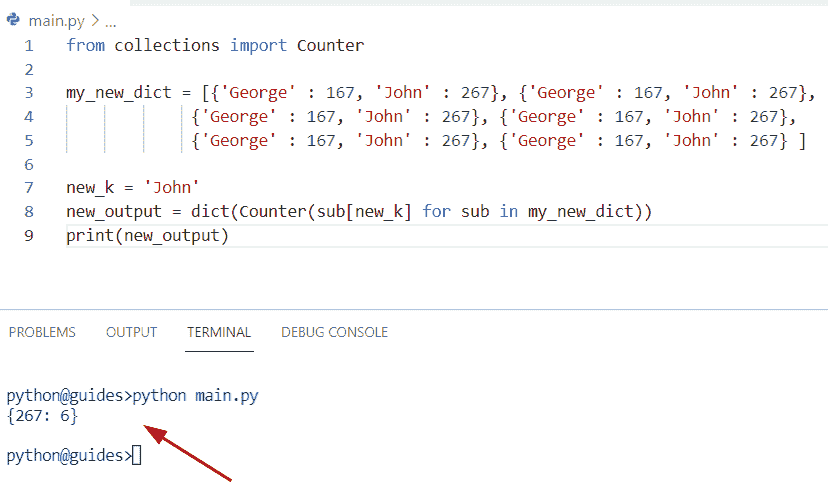 main.py > ...
1 from collections import Counter
2
3 my_new_dict = [{'George' : 167, 'John' : 267}, {'George' : 167, 'John' : 267},
4             {'George' : 167, 'John' : 267}, {'George' : 167, 'John' : 267},
5             {'George' : 167, 'John' : 267}, {'George' : 167, 'John' : 267} ]
6
7 new_k = 'John'
8 new_output = dict(Counter(sub[new_k] for sub in my_new_dict))
9 print(new_output)
PROBLEMS OUTPUT TERMINAL DEBUG CONSOLE
python@guides>python main.py
{267: 6}
python@guides>